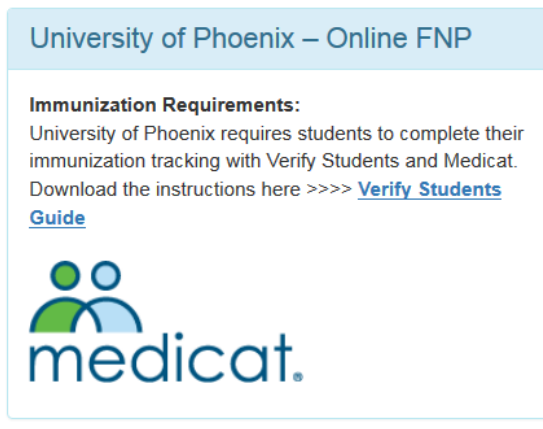 University of Phoenix – Online FNP
Immunization Requirements:
University of Phoenix requires students to complete their
immunization tracking with Verify Students and Medicat.
Download the instructions here >>>> Verify Students
Guide
medicat.®